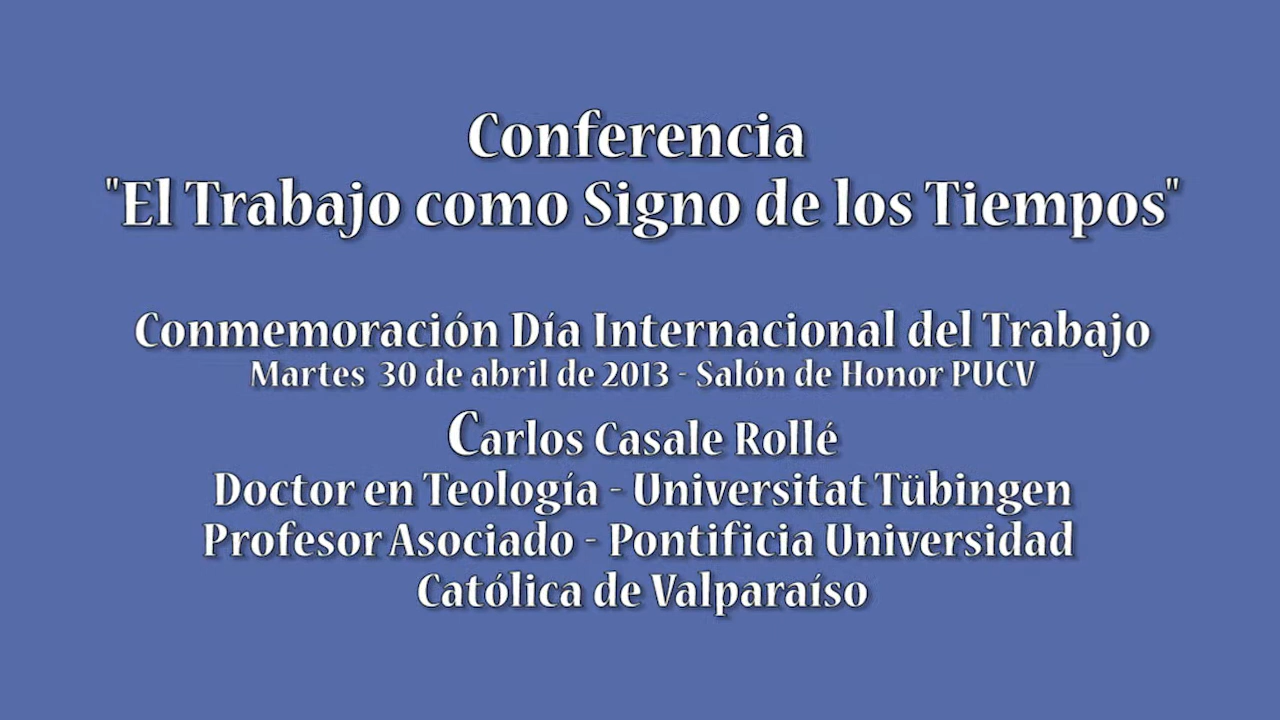 Conferencia
"El Trabajo como Signo de los Tiempos"
Conmemoración Día Internacional del Trabajo
Martes 30 de abril de 2013 - Salón de Honor PUCV
Carlos Casale Rollé
Doctor en Teología - Universitat Tübingen
Profesor Asociado - Pontificia Universidad
Católica de Valparaíso